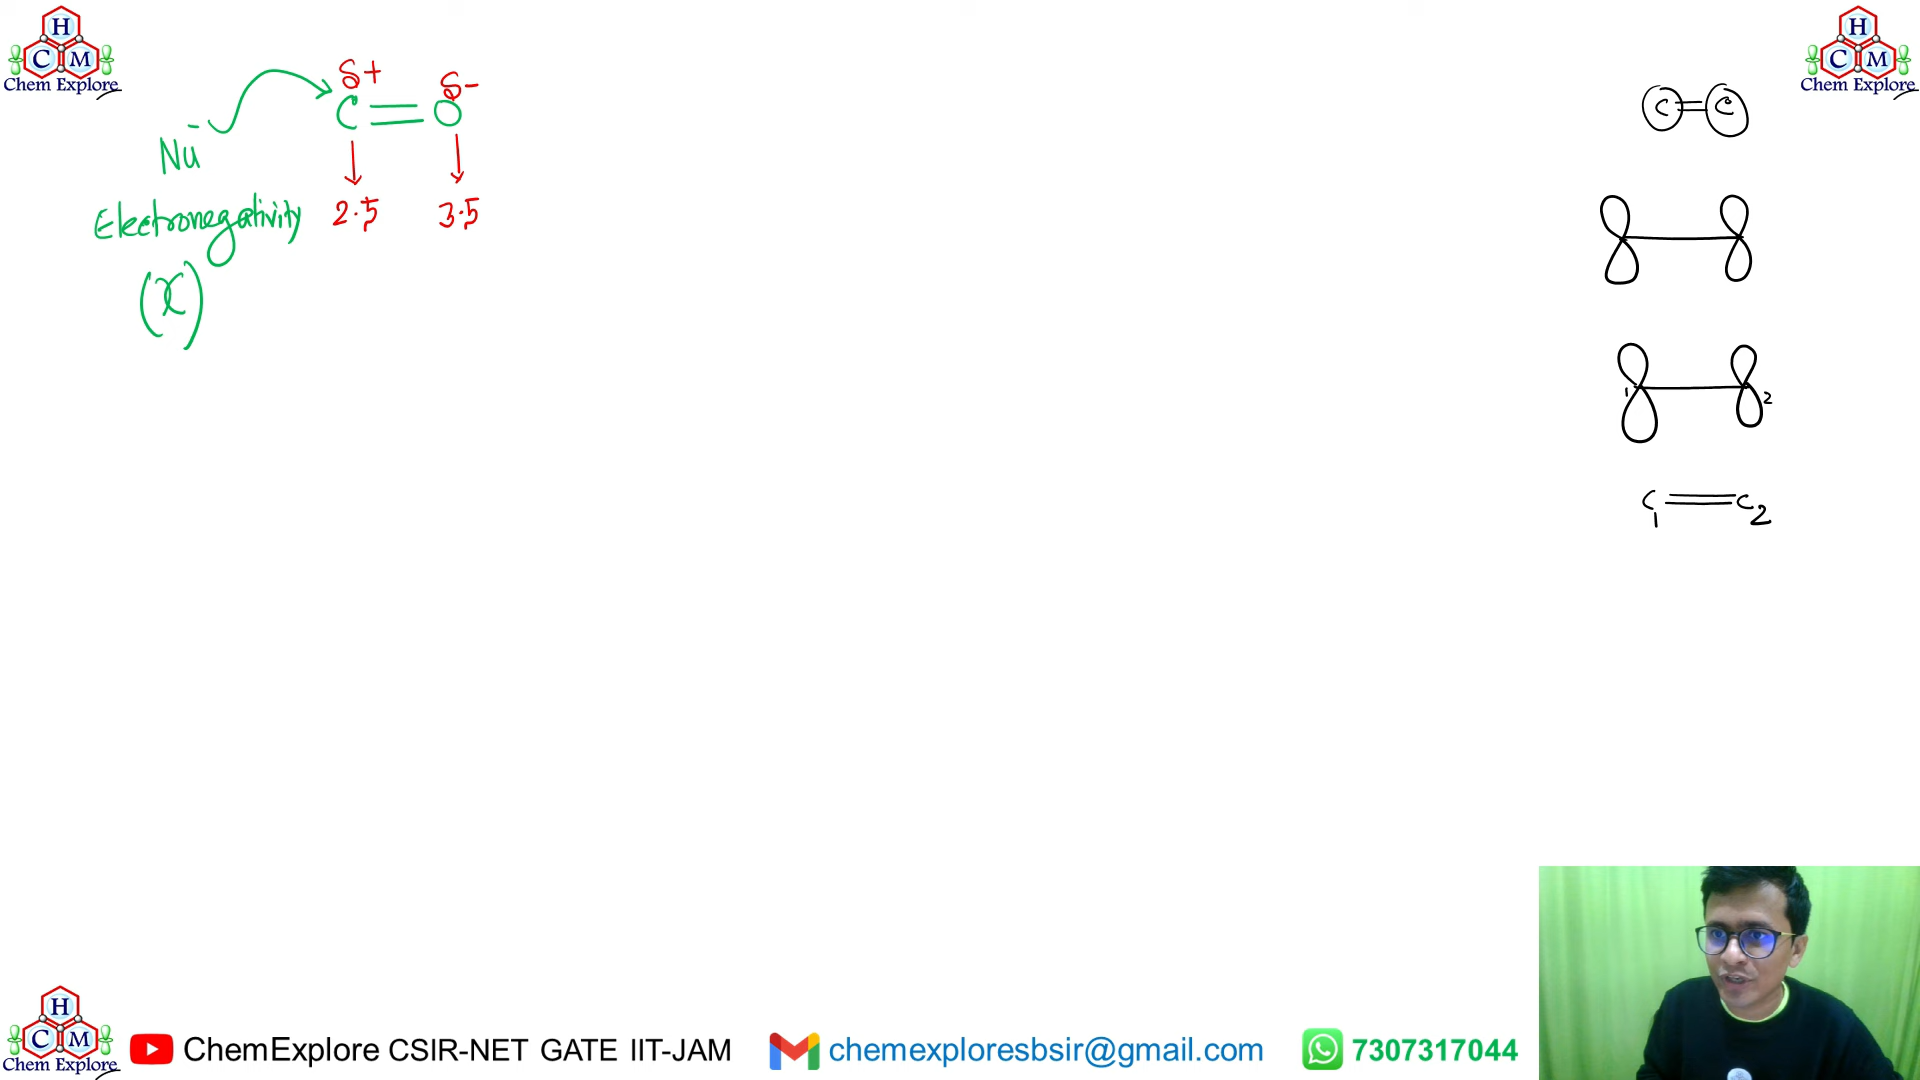 H
C M
Chem Explore
δ+ δ-
C = O
Nu⁻
Electronegativity 2.5 3.5
(x)
C = C
1 2
C₁ = C₂
H
C M
Chem Explore
H
C M
Chem Explore
ChemExplore CSIR-NET GATE IIT-JAM
chemexploresbsir@gmail.com
7307317044